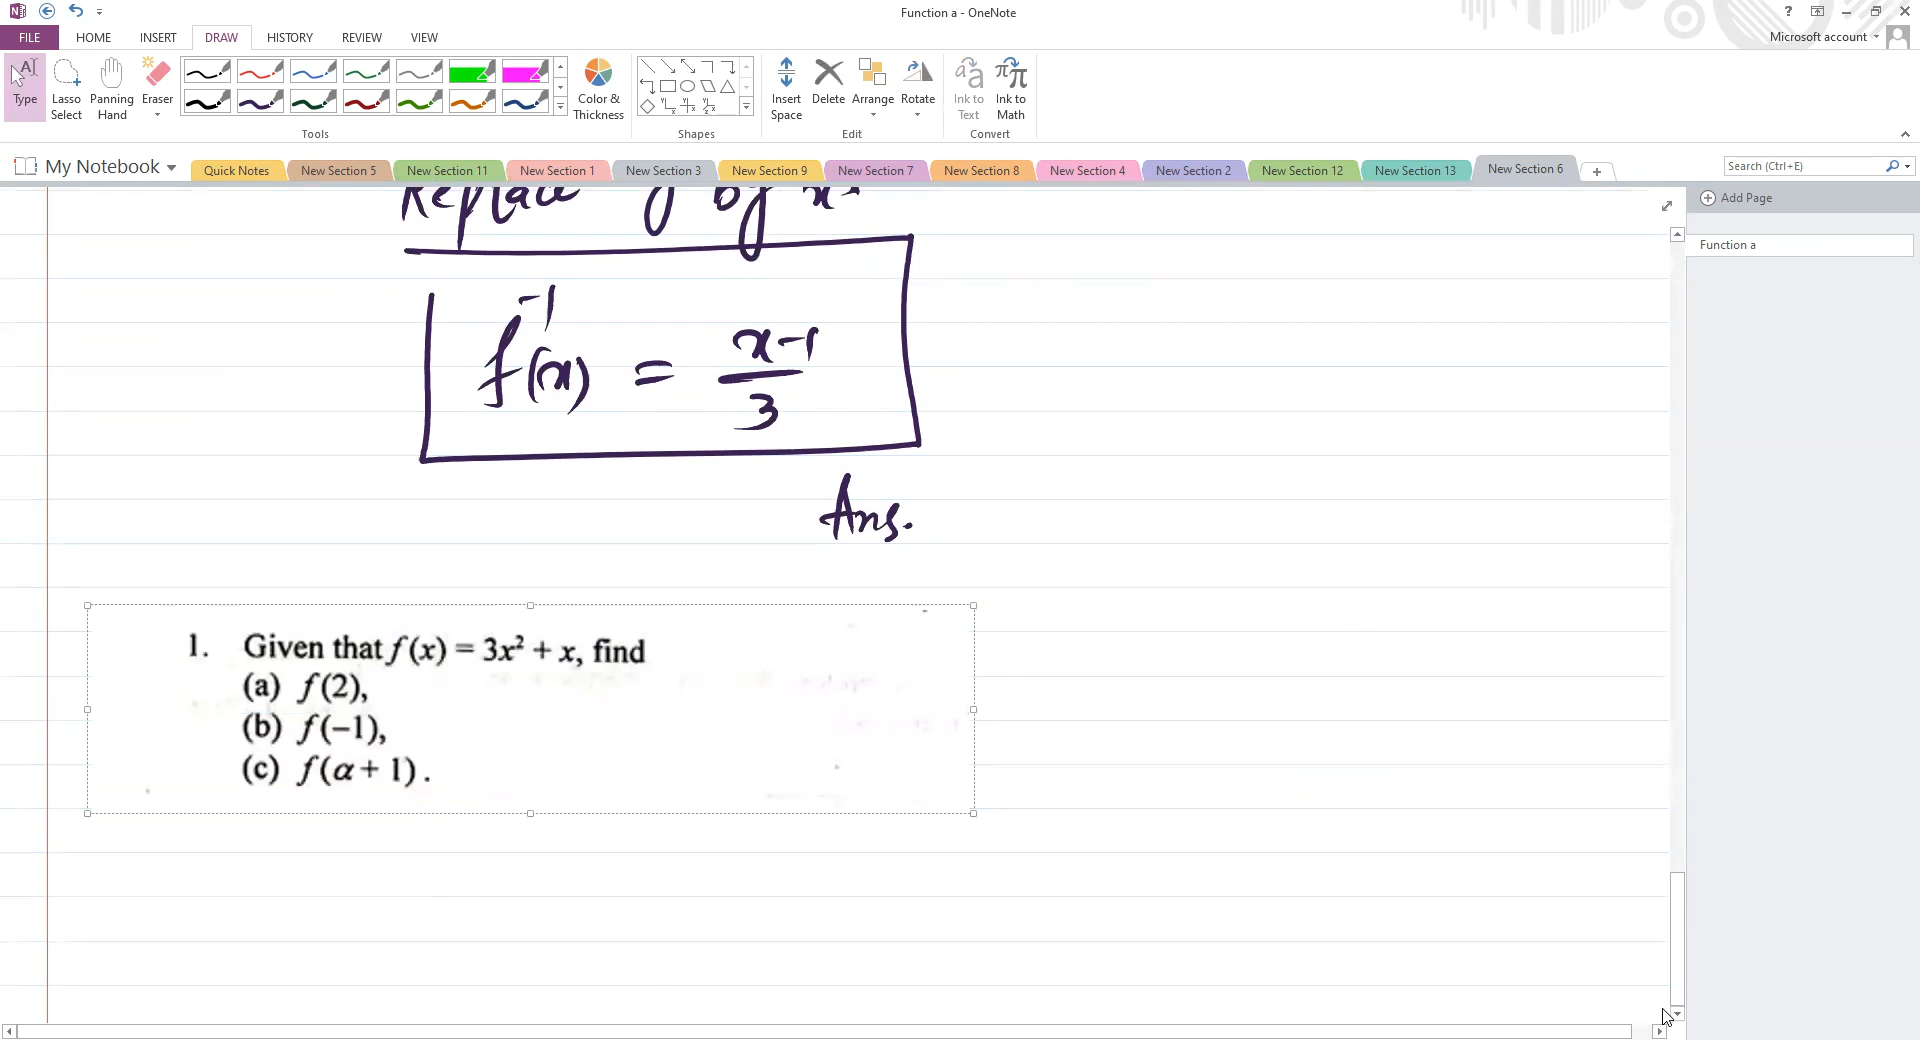 Function a - OneNote
?
Microsoft account
FILE HOME INSERT DRAW HISTORY REVIEW VIEW
Type
Lasso Select
Panning Hand
Eraser
Color & Thickness
Insert Space
Delete
Arrange
Rotate
Ink to Text
Ink to Math
Tools
Shapes
Edit
Convert
My Notebook
Quick Notes New Section 5 New Section 11 New Section 1 New Section 3 New Section 9 New Section 7 New Section 8 New Section 4 New Section 2 New Section 12 New Section 13 New Section 6
Search (Ctrl+E)
Add Page
Function a
Replace y by x
f⁻¹(x) = x-1/3
Ans.
1. Given that f(x) = 3x² + x, find
(a) f(2),
(b) f(−1),
(c) f(α + 1).